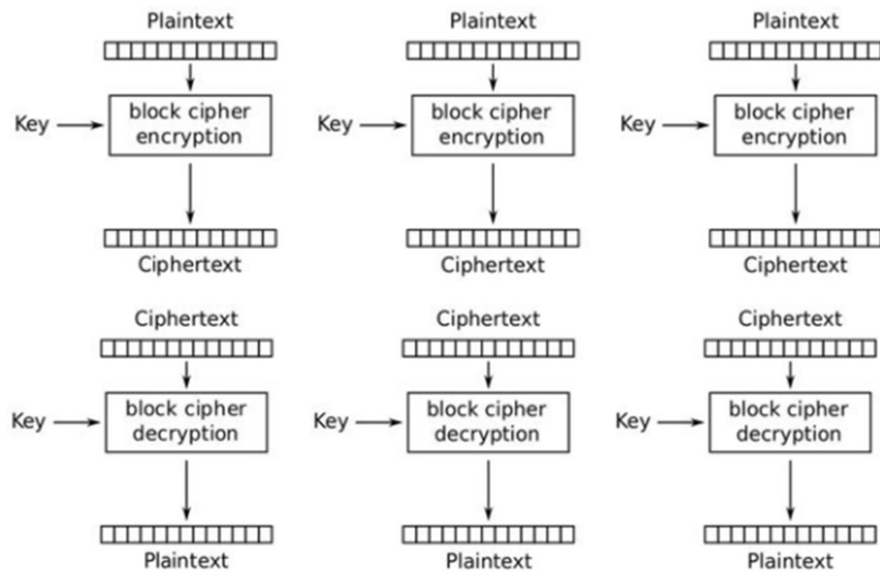 Plaintext Plaintext Plaintext
Key block cipher Key block cipher Key block cipher
encryption encryption encryption
Ciphertext Ciphertext Ciphertext
Ciphertext Ciphertext Ciphertext
Key block cipher Key block cipher Key block cipher
decryption decryption decryption
Plaintext Plaintext Plaintext